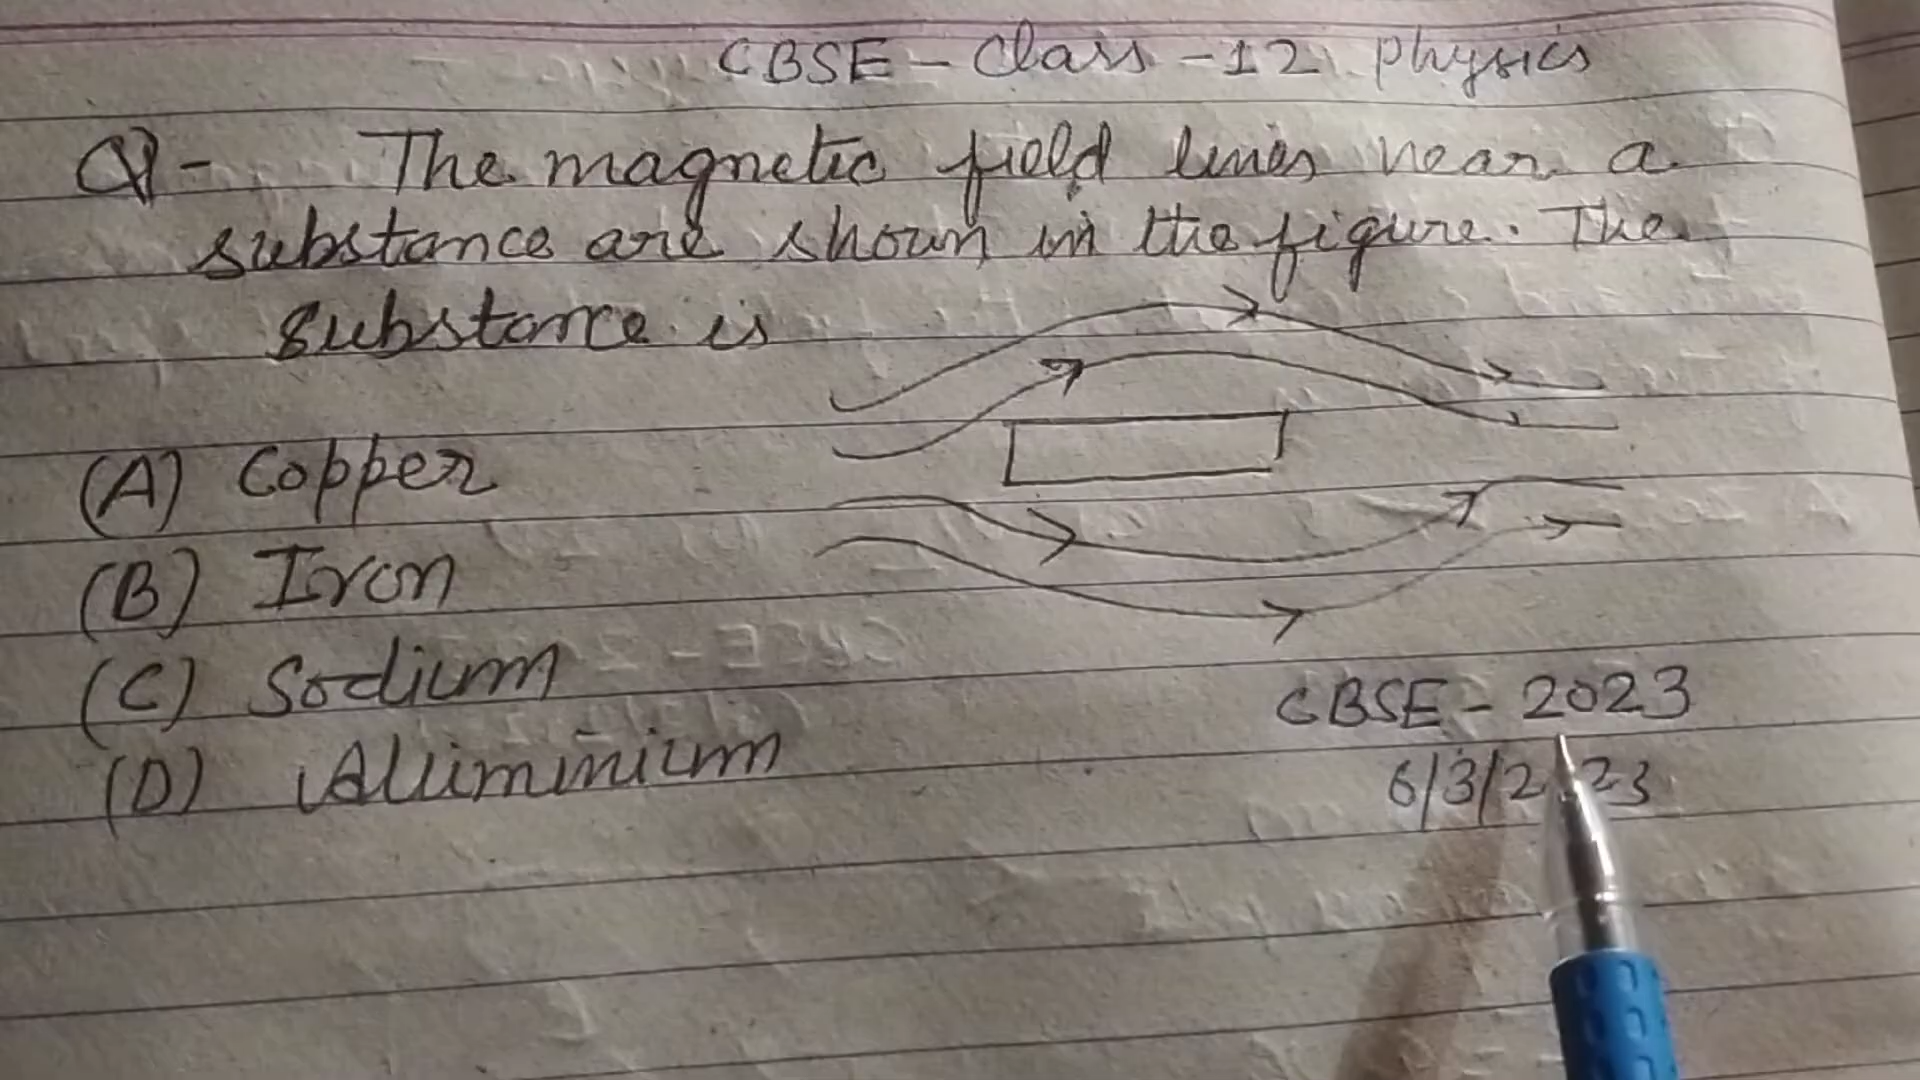 CBSE - Class - 12 Physics
Q - The magnetic field lines near a
substance are shown in the figure. The
substance is
(A) Copper
(B) Iron
(C) Sodium
(D) Aluminium
CBSE - 2023
6/3/2023